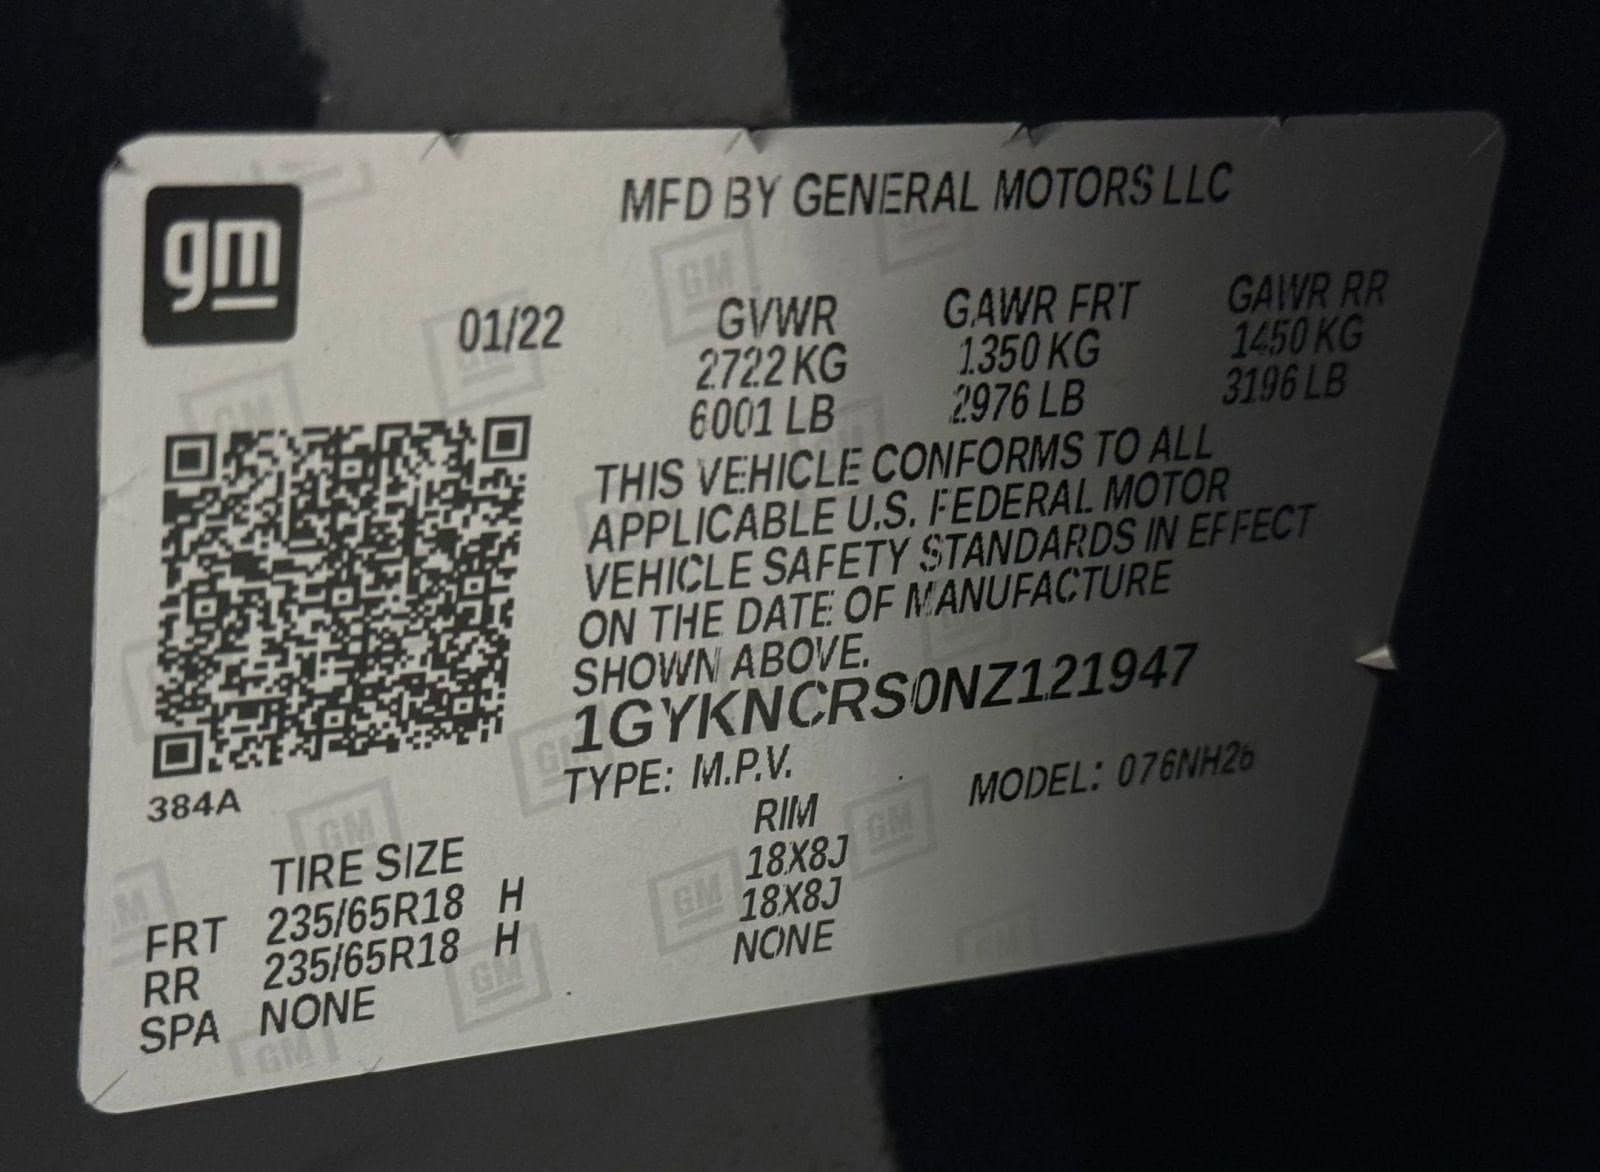 gm
MFD BY GENERAL MOTORS LLC
01/22 GVWR GAWR FRT GAWR RR
2722 KG 1350 KG 1450 KG
6001 LB 2976 LB 3196 LB
THIS VEHICLE CONFORMS TO ALL
APPLICABLE U.S. FEDERAL MOTOR
VEHICLE SAFETY STANDARDS IN EFFECT
ON THE DATE OF MANUFACTURE
SHOWN ABOVE.
1GYKNCRS0NZ121947
TYPE: M.P.V. MODEL: 076NH26
384A
TIRE SIZE RIM
FRT 235/65R18 H 18X8J
RR 235/65R18 H 18X8J
SPA NONE NONE